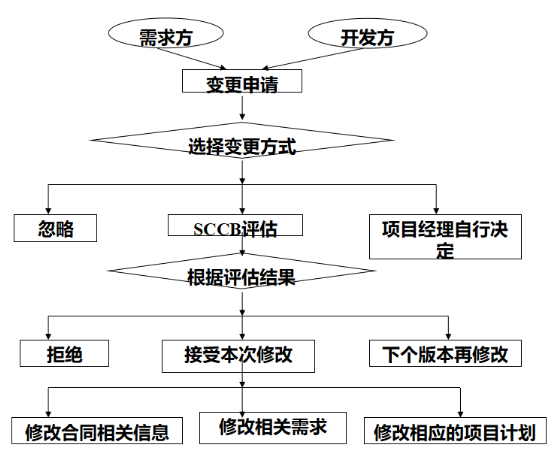 需求方
开发方
变更申请
选择变更方式
忽略
SCCB评估
项目经理自行决
定
根据评估结果
拒绝
接受本次修改
下个版本再修改
修改合同相关信息
修改相关需求
修改相应的项目计划